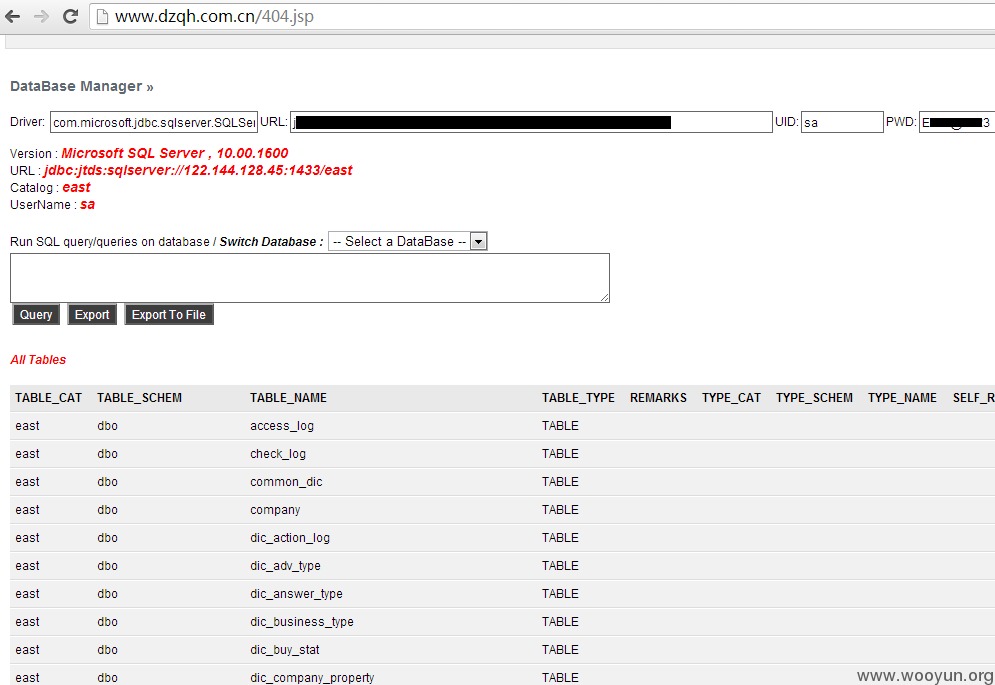 www.dzqh.com.cn/404.jsp
DataBase Manager »
Driver: com.microsoft.jdbc.sqlserver.SQLSer URL: j UID: sa PWD: E 3
Version : Microsoft SQL Server , 10.00.1600
URL : jdbc:jtds:sqlserver://122.144.128.45:1433/east
Catalog : east
UserName : sa
Run SQL query/queries on database / Switch Database : -- Select a DataBase --
Query Export Export To File
All Tables
TABLE_CAT TABLE_SCHEM TABLE_NAME TABLE_TYPE REMARKS TYPE_CAT TYPE_SCHEM TYPE_NAME SELF_R
east dbo access_log TABLE
east dbo check_log TABLE
east dbo common_dic TABLE
east dbo company TABLE
east dbo dic_action_log TABLE
east dbo dic_adv_type TABLE
east dbo dic_answer_type TABLE
east dbo dic_business_type TABLE
east dbo dic_buy_stat TABLE
east dbo dic_company_property TABLE
www.wooyun.org